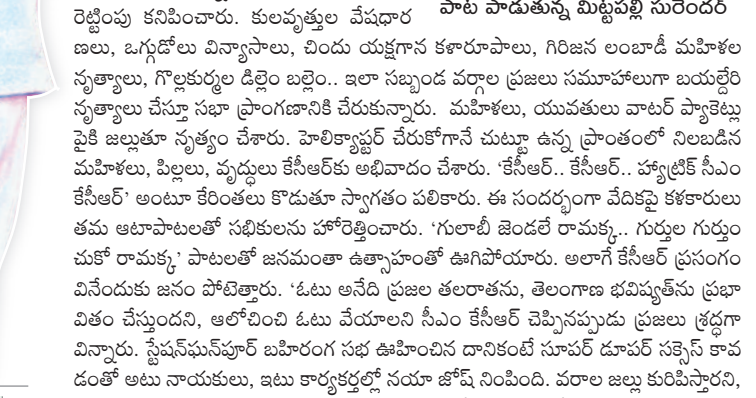 పాట పాడుతున్న మిట్టపల్లి సురేందర్
రెట్టింపు కనిపించారు. కులవృత్తుల వేషధార
ణలు, ఒగ్గుడోలు విన్యాసాలు, చిందు యక్షగాన కళారూపాలు, గిరిజన లంబాడీ మహిళల
నృత్యాలు, గొల్లకుర్మల డిల్లెం బల్లెం.. ఇలా సబ్బండ వర్గాల ప్రజలు సమూహాలుగా బయల్దేరి
నృత్యాలు చేస్తూ సభా ప్రాంగణానికి చేరుకున్నారు. మహిళలు, యువతులు వాటర్ ప్యాకెట్లు
పైకి జల్లుతూ నృత్యం చేశారు. హెలిక్యాప్టర్ చేరుకోగానే చుట్టూ ఉన్న ప్రాంతంలో నిలబడిన
మహిళలు, పిల్లలు, వృద్ధులు కేసీఆర్‌కు అభివాదం చేశారు. ‘కేసీఆర్.. కేసీఆర్.. హ్యాట్రిక్ సీఎం
కేసీఆర్’ అంటూ కేరింతలు కొడుతూ స్వాగతం పలికారు. ఈ సందర్భంగా వేదికపై కళకారులు
తమ ఆటాపాటలతో సభికులను హోరెత్తించారు. ‘గులాబీ జెండలే రామక్క.. గుర్తుల గుర్తుం
చుకో రామక్క’ పాటలతో జనమంతా ఉత్సాహంతో ఊగిపోయారు. అలాగే కేసీఆర్ ప్రసంగం
వినేందుకు జనం పోటెత్తారు. ‘ఓటు అనేది ప్రజల తలరాతను, తెలంగాణ భవిష్యత్‌ను ప్రభా
వితం చేస్తుందని, ఆలోచించి ఓటు వేయాలని సీఎం కేసీఆర్ చెప్పినప్పుడు ప్రజలు శ్రద్ధగా
విన్నారు. స్టేషన్‌ఘన్‌పూర్ బహిరంగ సభ ఊహించిన దానికంటే సూపర్ డూపర్ సక్సెస్ కావ
డంతో అటు నాయకులు, ఇటు కార్యకర్తల్లో నయా జోష్ నింపింది. వరాల జల్లు కురిపిస్తారని,